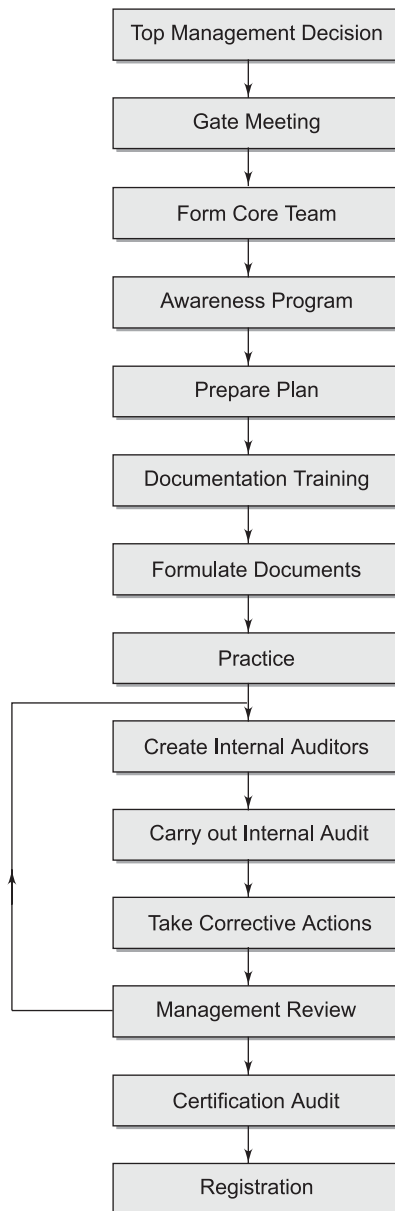 Top Management Decision
Gate Meeting
Form Core Team
Awareness Program
Prepare Plan
Documentation Training
Formulate Documents
Practice
Create Internal Auditors
Carry out Internal Audit
Take Corrective Actions
Management Review
Certification Audit
Registration